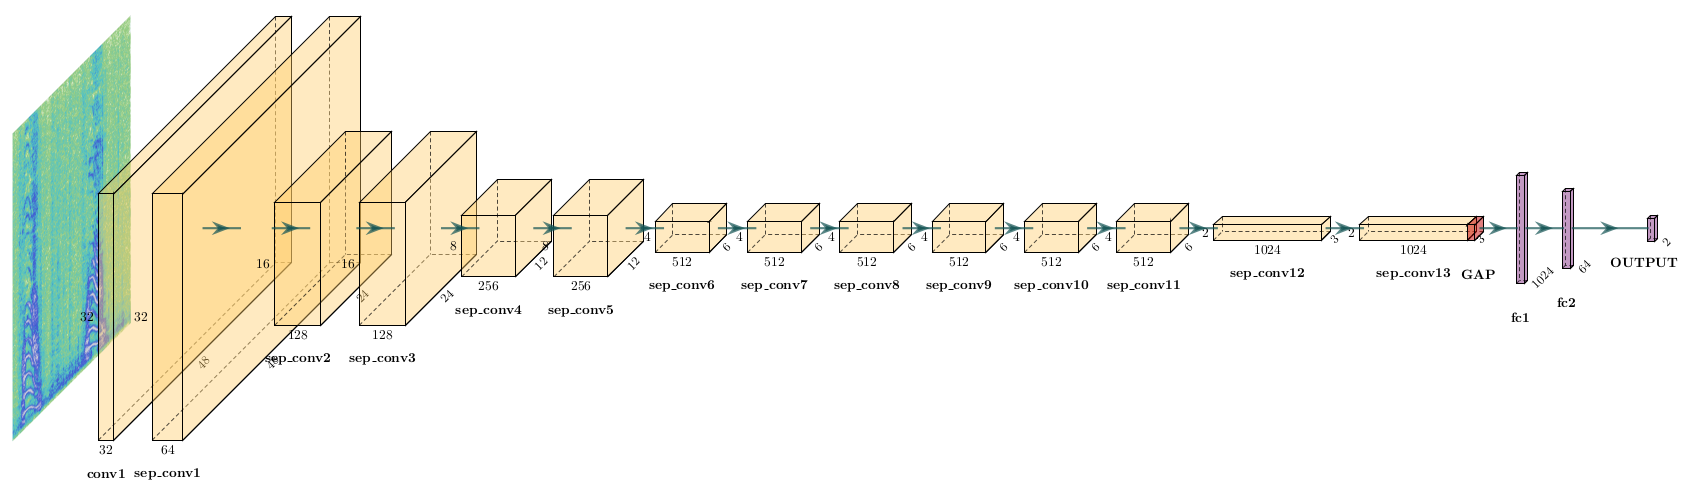 32
32
48
conv1
32
64
48
sep_conv1
16
128
24
sep_conv2
16
128
24
sep_conv3
8
256
12
sep_conv4
8
256
12
sep_conv5
4
512
6
sep_conv6
4
512
6
sep_conv7
4
512
6
sep_conv8
4
512
6
sep_conv9
4
512
6
sep_conv10
4
512
6
sep_conv11
2
1024
3
sep_conv12
2
1024
3
sep_conv13
GAP
1024
fc1
64
fc2
2
OUTPUT